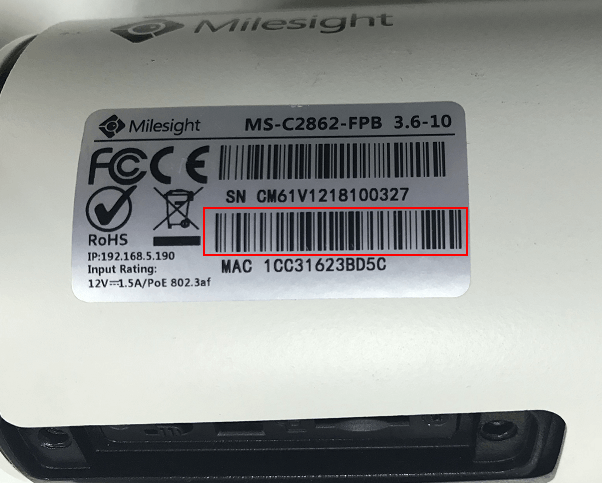 Milesight
Milesight MS-C2862-FPB 3.6-10
FCC CE
SN CM61V1218100327
RoHS
MAC 1CC31623BD5C
IP:192.168.5.190
Input Rating:
12V⎓1.5A/PoE 802.3af